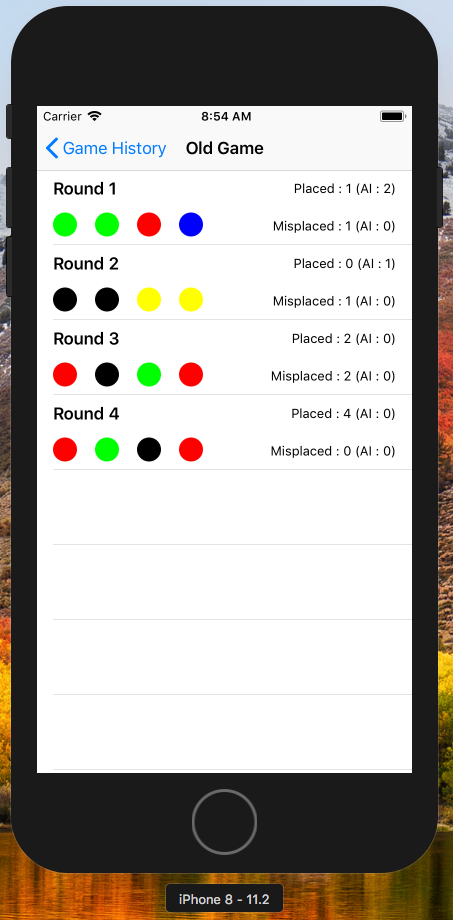 Carrier 8:54 AM
Game History Old Game
Round 1 Placed : 1 (AI : 2)
Misplaced : 1 (AI : 0)
Round 2 Placed : 0 (AI : 1)
Misplaced : 1 (AI : 0)
Round 3 Placed : 2 (AI : 0)
Misplaced : 2 (AI : 0)
Round 4 Placed : 4 (AI : 0)
Misplaced : 0 (AI : 0)
iPhone 8 - 11.2